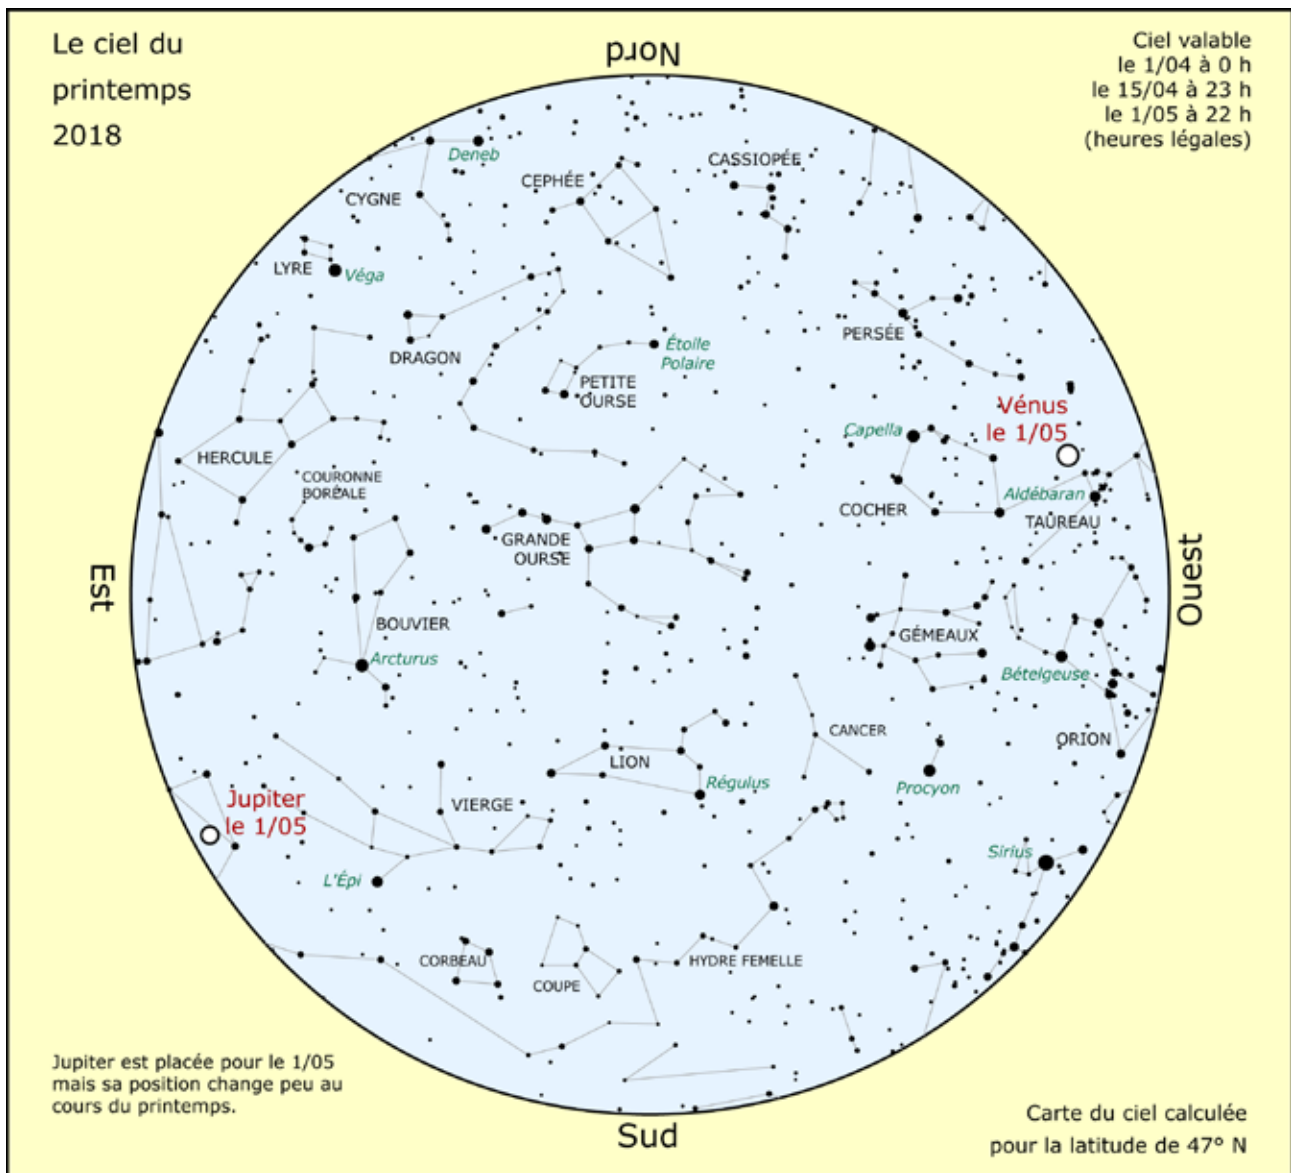 Le ciel du
printemps
2018
Nord
Ciel valable
le 1/04 à 0 h
le 15/04 à 23 h
le 1/05 à 22 h
(heures légales)
Deneb
CYGNE
CEPHÉE
CASSIOPÉE
LYRE
Véga
DRAGON
Étoile
Polaire
PETITE
OURSE
PERSÉE
Vénus
le 1/05
Capella
HERCULE
COURONNE
BORÉALE
GRANDE
OURSE
COCHER
Aldébaran
TAUREAU
Est
Ouest
BOUVIER
Arcturus
GÉMEAUX
Bételgeuse
ORION
CANCER
LION
Régulus
Procyon
Jupiter
le 1/05
VIERGE
L'Épi
Sirius
CORBEAU
COUPE
HYDRE FEMELLE
Jupiter est placée pour le 1/05
mais sa position change peu au
cours du printemps.
Sud
Carte du ciel calculée
pour la latitude de 47° N